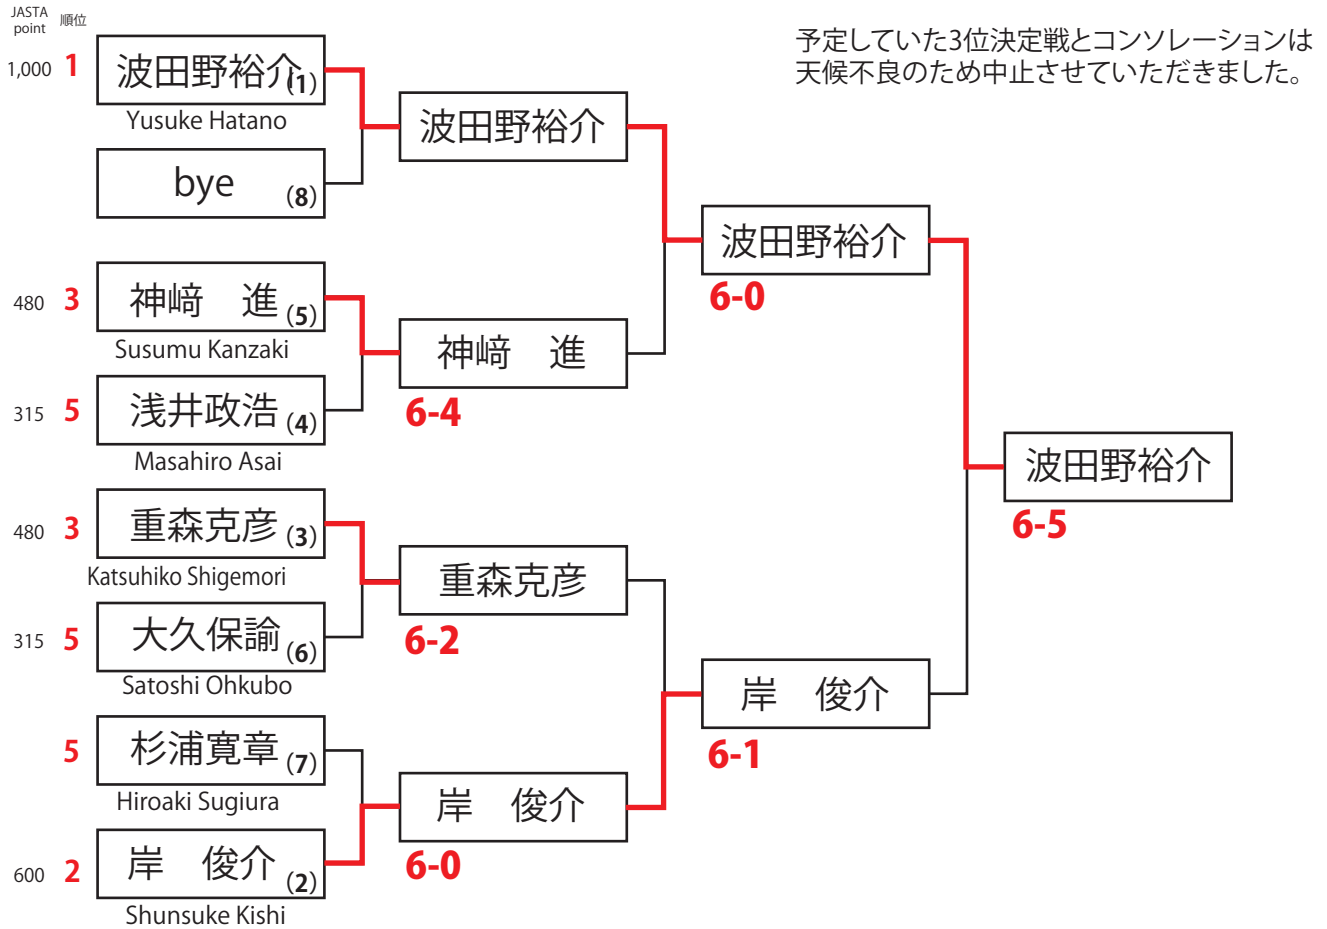 JASTA
point
順位
予定していた3位決定戦とコンソレーションは
天候不良のため中止させていただきました。
1,000 1 波田野裕介 (1)
Yusuke Hatano
bye (8)
480 3 神﨑　進 (5)
Susumu Kanzaki
315 5 浅井政浩 (4)
Masahiro Asai
480 3 重森克彦 (3)
Katsuhiko Shigemori
315 5 大久保諭 (6)
Satoshi Ohkubo
5 杉浦寛章 (7)
Hiroaki Sugiura
600 2 岸　俊介 (2)
Shunsuke Kishi
波田野裕介
神﨑　進
6-4
重森克彦
6-2
岸　俊介
6-0
波田野裕介
6-0
岸　俊介
6-1
波田野裕介
6-5